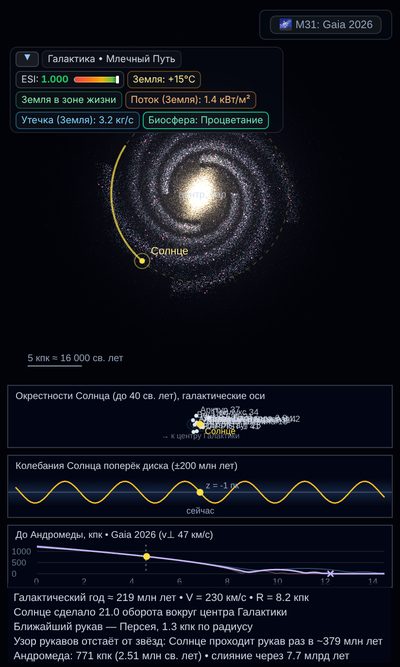 M31: Gaia 2026
▼ Галактика • Млечный Путь
ESI: 1.000 Земля: +15°C
Земля в зоне жизни Поток (Земля): 1.4 кВт/м²
Утечка (Земля): 3.2 кг/с Биосфера: Процветание
Солнце
5 кпк ≈ 16 000 св. лет
Окрестности Солнца (до 40 св. лет), галактические оси
Солнце
→ к центру Галактики
Колебания Солнца поперёк диска (±200 млн лет)
z = -1 пк
сейчас
До Андромеды, кпк • Gaia 2026 (v⊥ 47 км/с)
1000
500
0
0 2 4 6 8 10 12 14
Галактический год ≈ 219 млн лет • V = 230 км/с • R = 8.2 кпк
Солнце сделало 21.0 оборота вокруг центра Галактики
Ближайший рукав — Персея, 1.3 кпк по радиусу
Узор рукавов отстаёт от звёзд: Солнце проходит рукав раз в ~379 млн лет
Андромеда: 771 кпк (2.51 млн св. лет) • слияние через 7.7 млрд лет